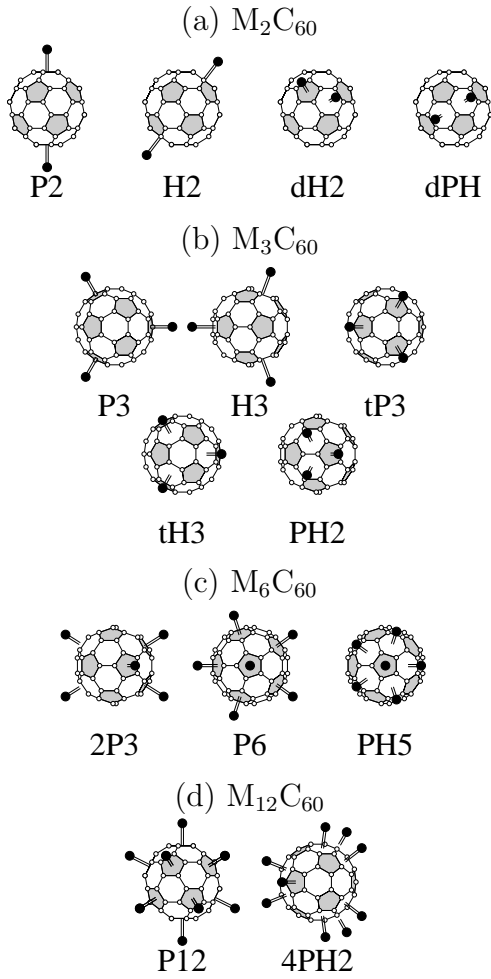 (a) M₂C₆₀
P2 H2 dH2 dPH
(b) M₃C₆₀
P3 H3 tP3
tH3 PH2
(c) M₆C₆₀
2P3 P6 PH5
(d) M₁₂C₆₀
P12 4PH2